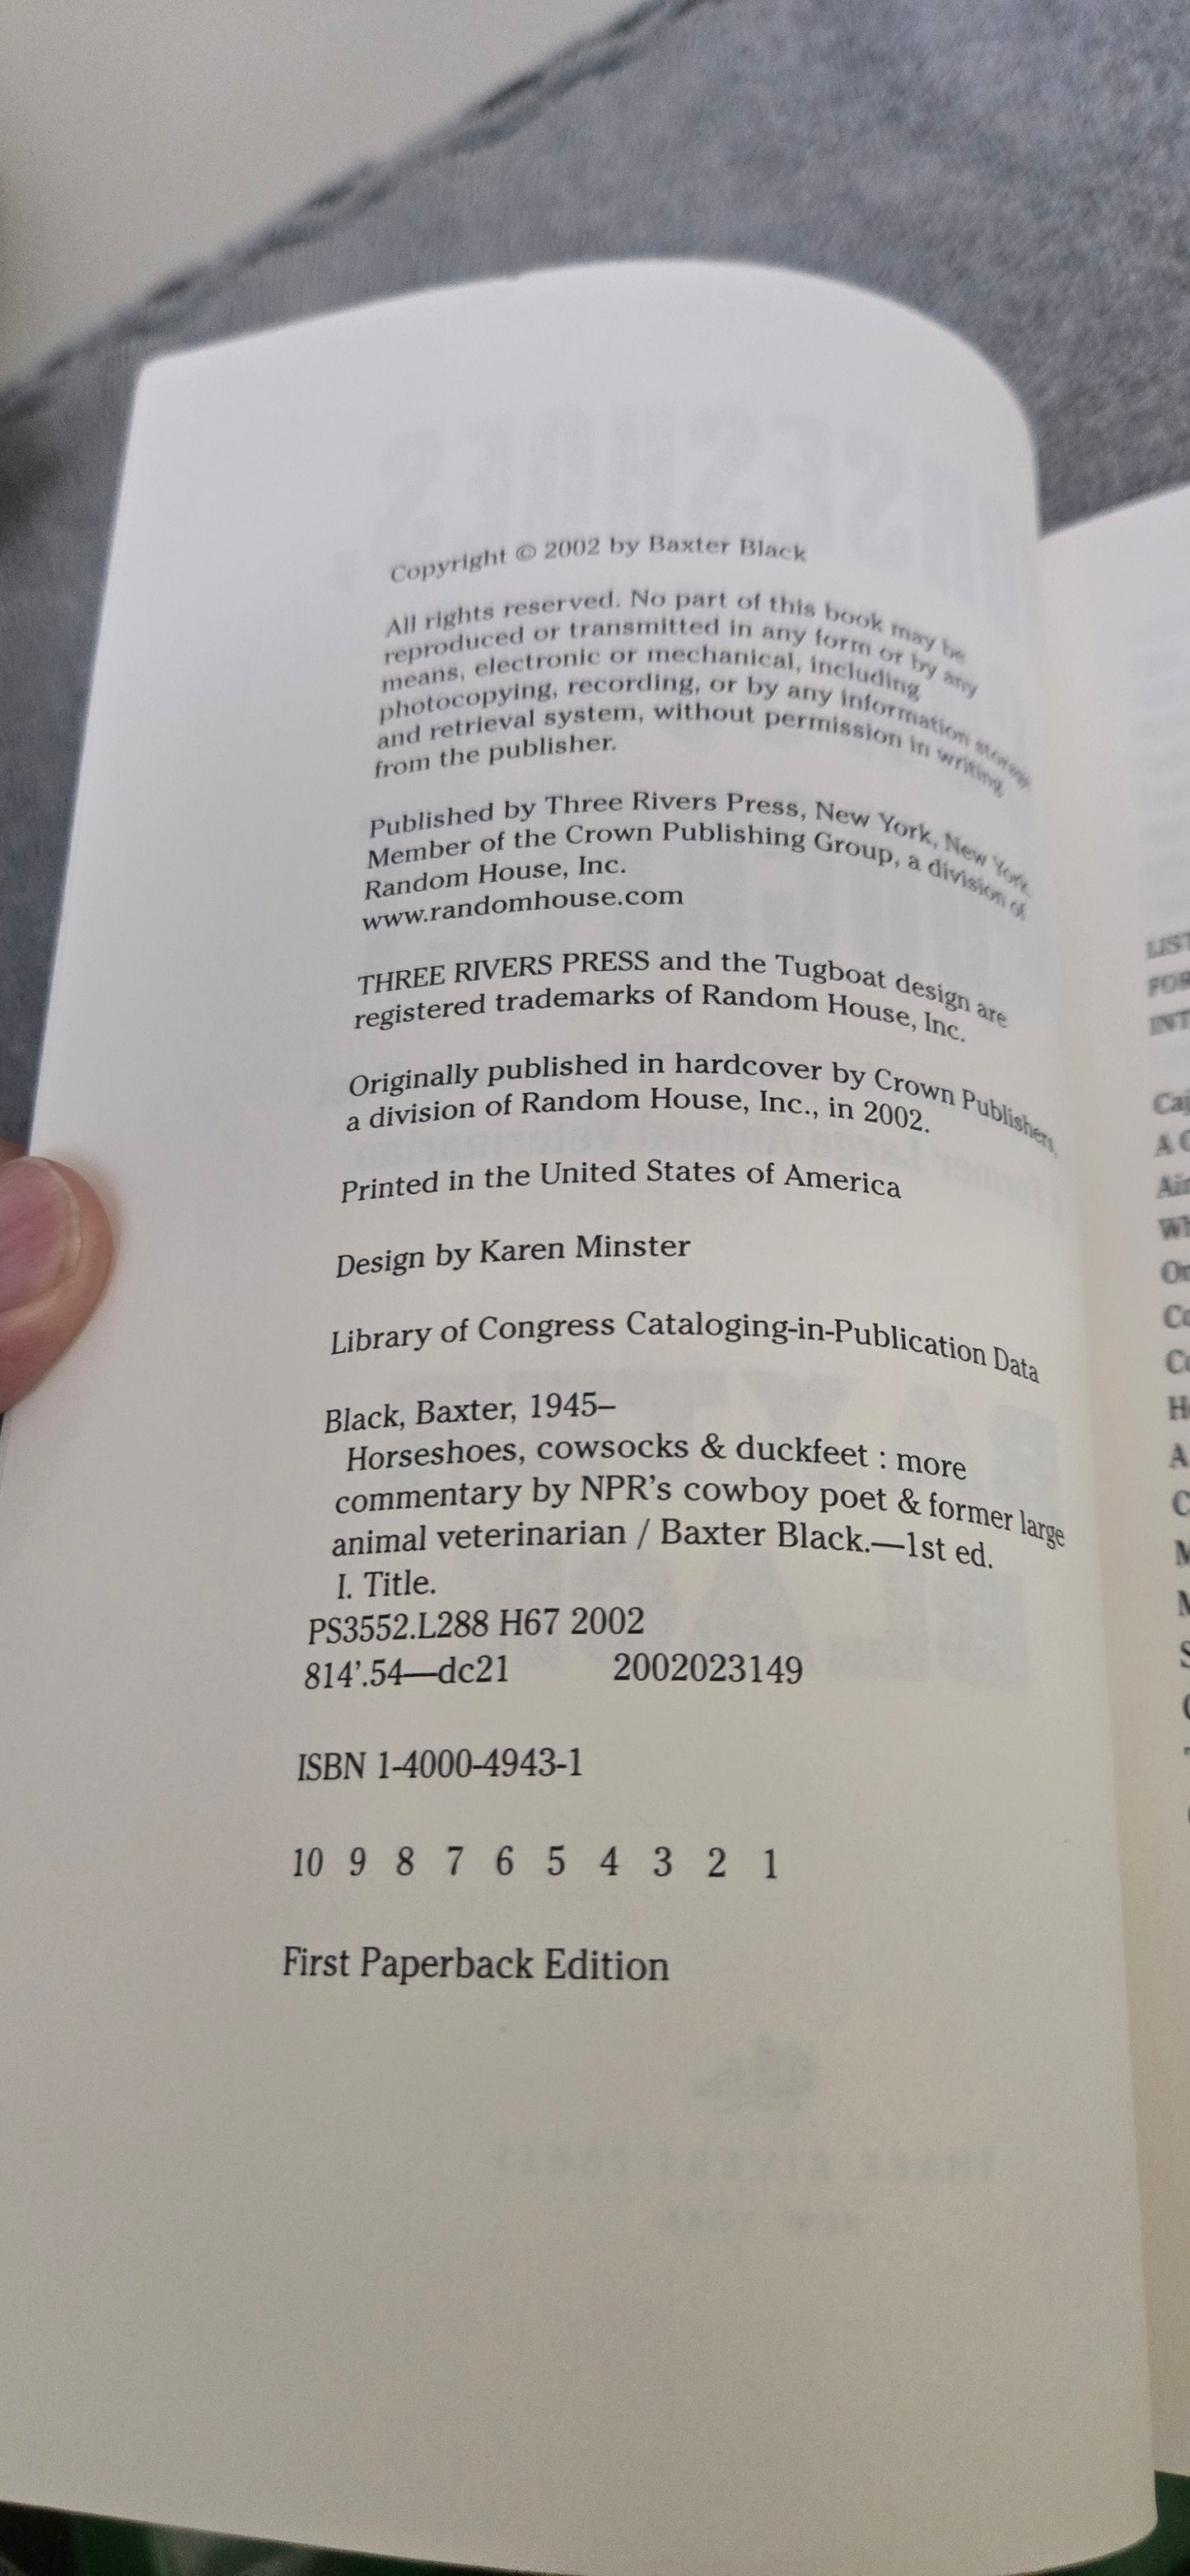 Copyright © 2002 by Baxter Black
All rights reserved. No part of this book may be
reproduced or transmitted in any form or by any
means, electronic or mechanical, including
photocopying, recording, or by any information storage
and retrieval system, without permission in writing
from the publisher.
Published by Three Rivers Press, New York, New York.
Member of the Crown Publishing Group, a division of
Random House, Inc.
www.randomhouse.com
THREE RIVERS PRESS and the Tugboat design are
registered trademarks of Random House, Inc.
Originally published in hardcover by Crown Publishers,
a division of Random House, Inc., in 2002.
Printed in the United States of America
Design by Karen Minster
Library of Congress Cataloging-in-Publication Data
Black, Baxter, 1945–
Horseshoes, cowsocks & duckfeet : more
commentary by NPR's cowboy poet & former large
animal veterinarian / Baxter Black.—1st ed.
I. Title.
PS3552.L288 H67 2002
814'.54—dc21 2002023149
ISBN 1-4000-4943-1
10 9 8 7 6 5 4 3 2 1
First Paperback Edition